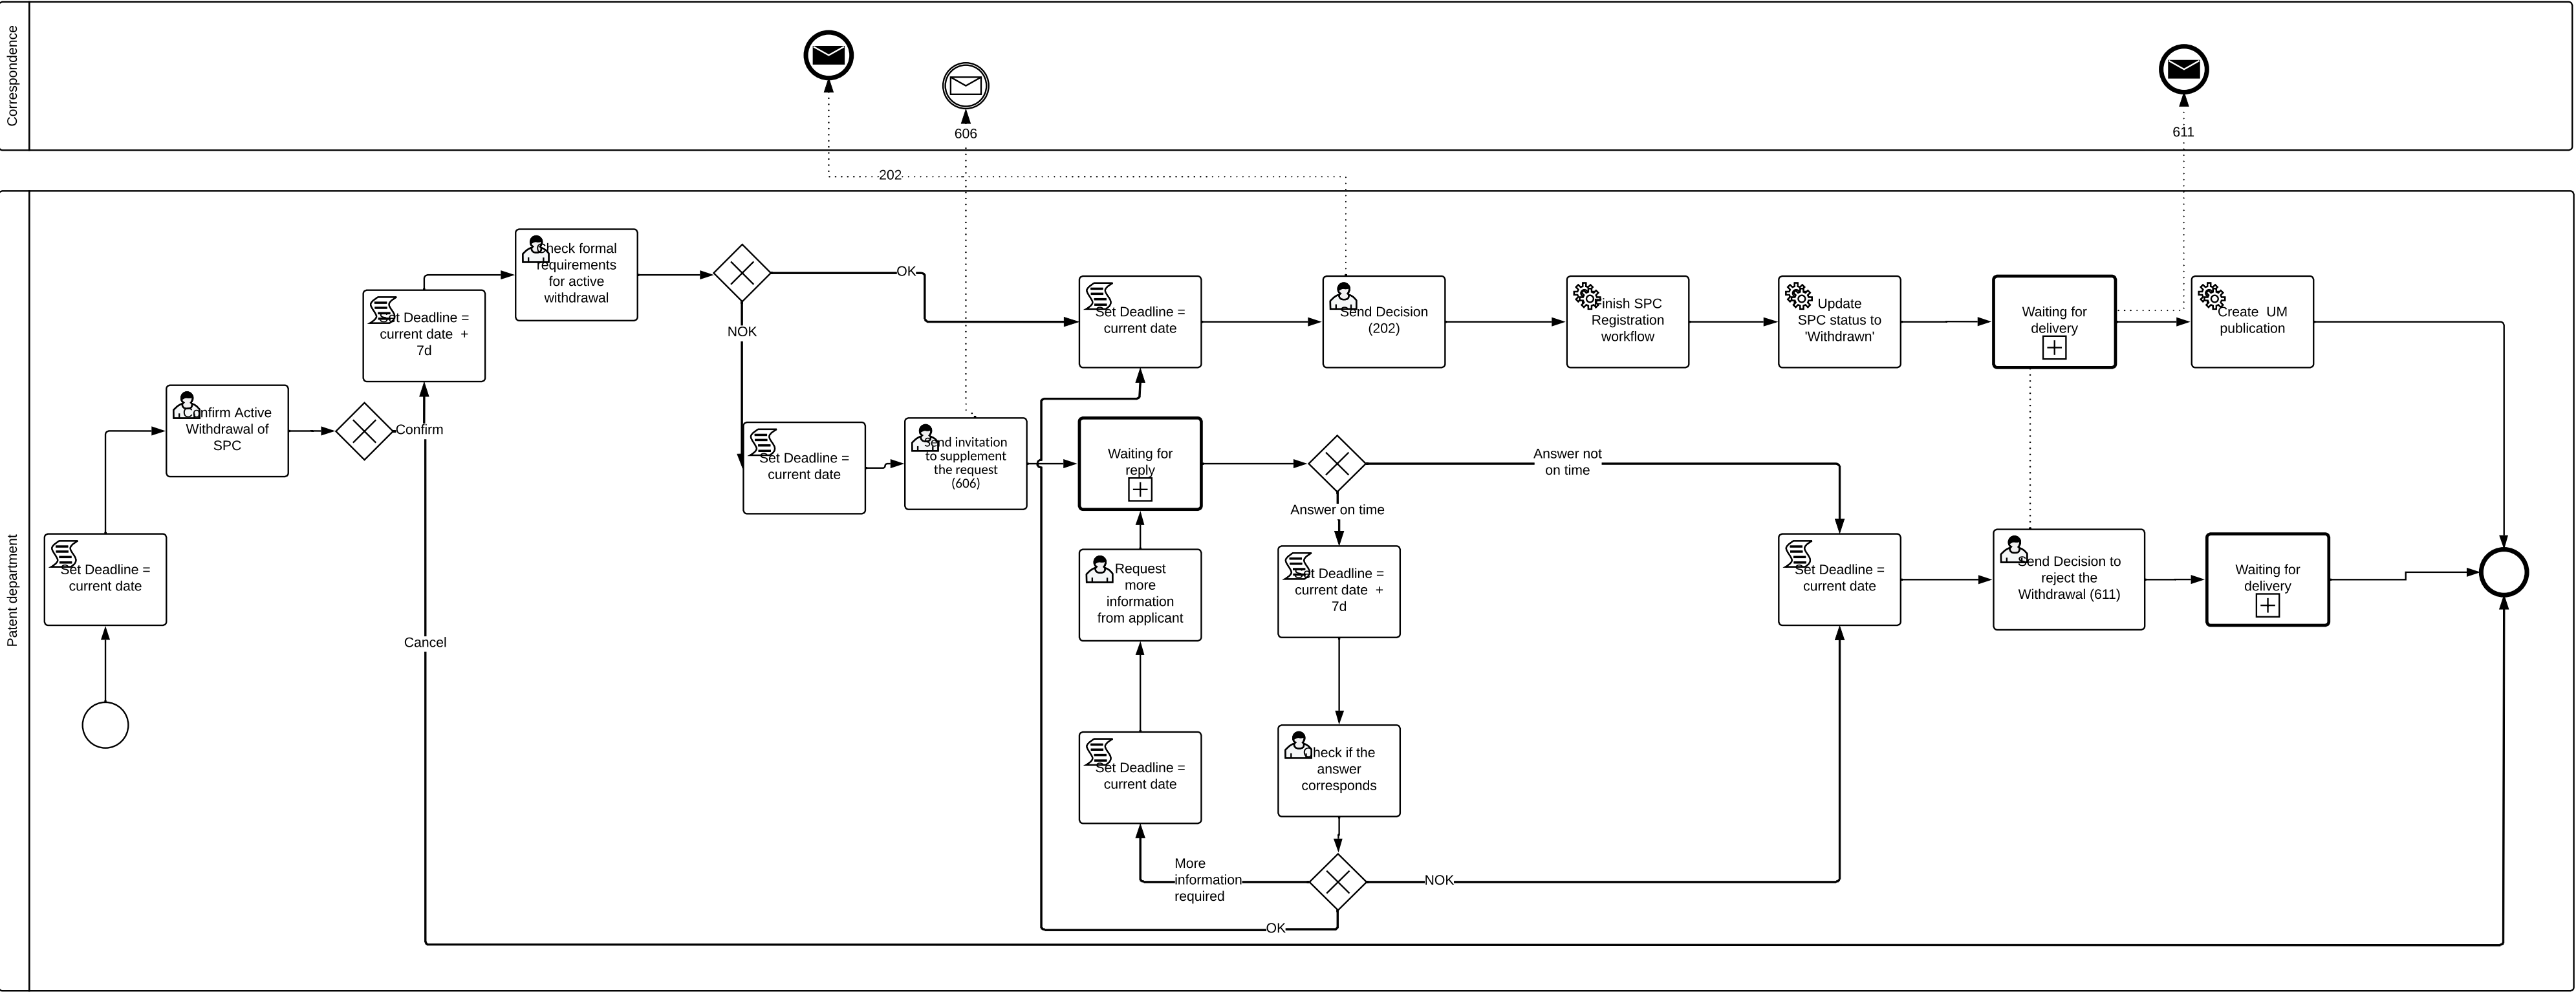 Correspondence
606
611
202
Patent department
Check formal
requirements
for active
withdrawal
OK
NOK
Set Deadline =
current date +
7d
Set Deadline =
current date
Send Decision
(202)
Finish SPC
Registration
workflow
Update
SPC status to
'Withdrawn'
Waiting for
delivery
Create UM
publication
Confirm Active
Withdrawal of
SPC
Confirm
Cancel
Set Deadline =
current date
Send invitation
to supplement
the request
(606)
Waiting for
reply
Answer not
on time
Answer on time
Set Deadline =
current date
Request
more
information
from applicant
Set Deadline =
current date +
7d
Set Deadline =
current date
Send Decision to
reject the
Withdrawal (611)
Waiting for
delivery
Set Deadline =
current date
Check if the
answer
corresponds
More
information
required
NOK
OK